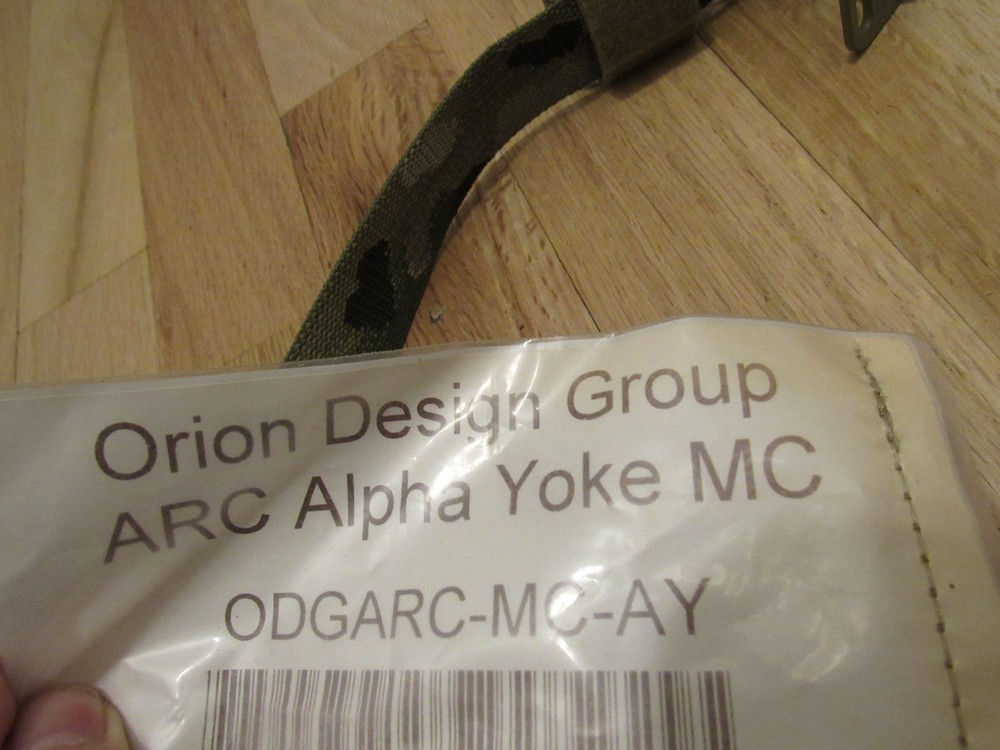 Orion Design Group
ARC Alpha Yoke MC
ODGARC-MC-AY